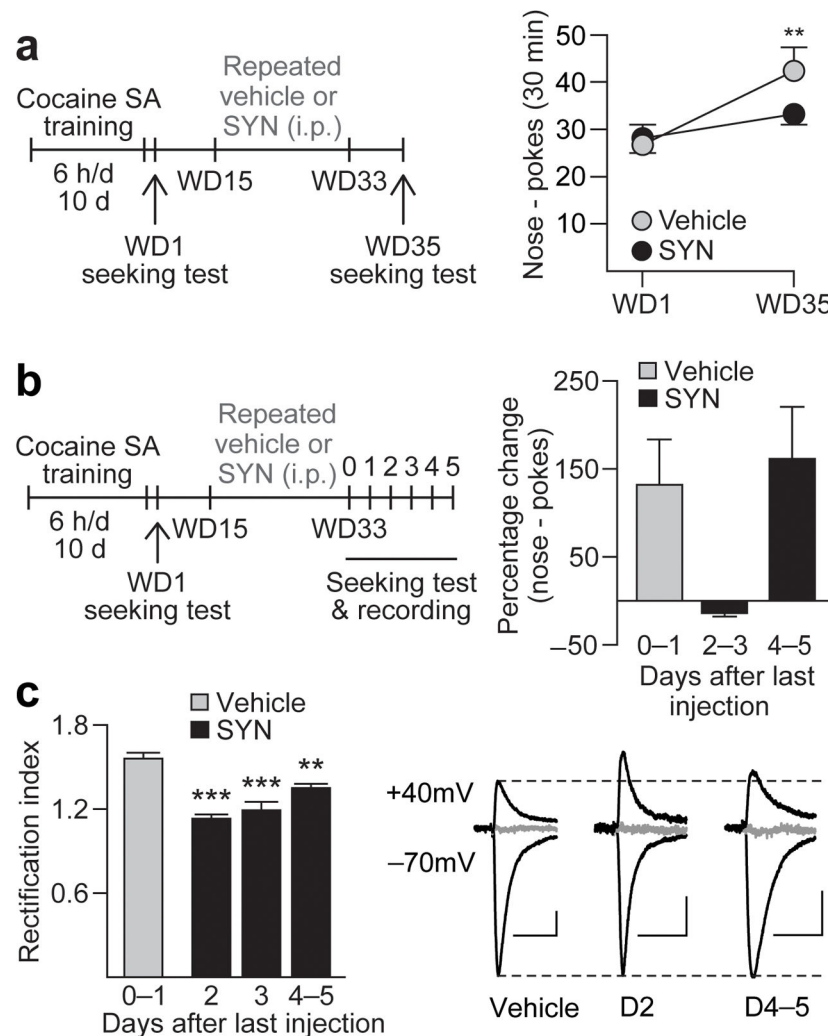 a
Cocaine SA
training
6 h/d
10 d
Repeated
vehicle or
SYN (i.p.)
WD15
WD33
WD1
seeking test
WD35
seeking test
Nose - pokes (30 min)
50
40
30
20
10
**
Vehicle
SYN
WD1
WD35
b
Cocaine SA
training
6 h/d
10 d
Repeated
vehicle or
SYN (i.p.)
0 1 2 3 4 5
WD15
WD33
WD1
seeking test
Seeking test
& recording
Percentage change
(nose - pokes)
250
150
50
–50
Vehicle
SYN
0–1 2–3 4–5
Days after last
injection
c
Rectification index
1.8
1.2
0.6
Vehicle
SYN
*** *** **
0–1 2 3 4–5
Days after last injection
+40mV
–70mV
Vehicle D2 D4–5